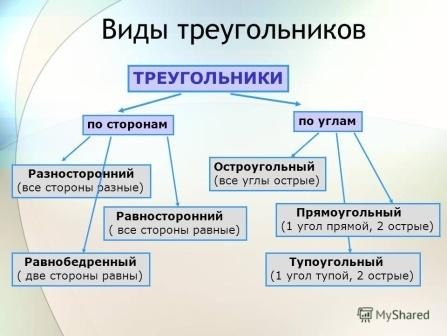 Виды треугольников
ТРЕУГОЛЬНИКИ
по сторонам
по углам
Разносторонний
(все стороны разные)
Остроугольный
(все углы острые)
Равносторонний
( все стороны равные)
Прямоугольный
(1 угол прямой, 2 острые)
Равнобедренный
( две стороны равны)
Тупоугольный
(1 угол тупой, 2 острые)
MyShared